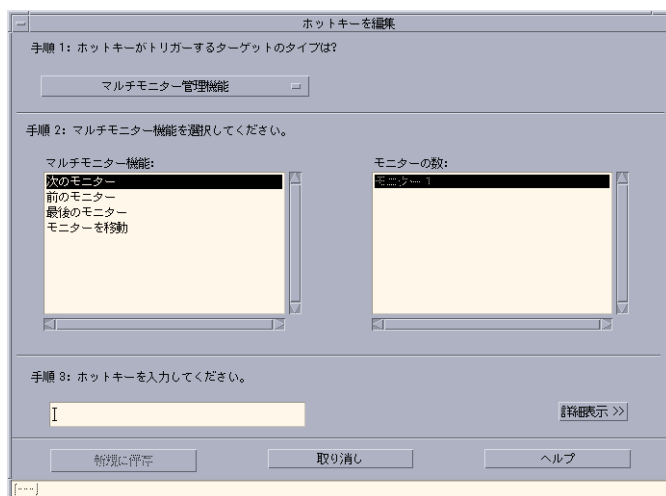 ホットキーを編集
手順 1: ホットキーがトリガーするターゲットのタイプは?
マルチモニター管理機能
手順 2: マルチモニター機能を選択してください。
マルチモニター機能:
次のモニター
前のモニター
最後のモニター
モニターを移動
モニターの数:
モニター 1
手順 3: ホットキーを入力してください。
詳細表示 >>
新規に保存
取り消し
ヘルプ
[---]